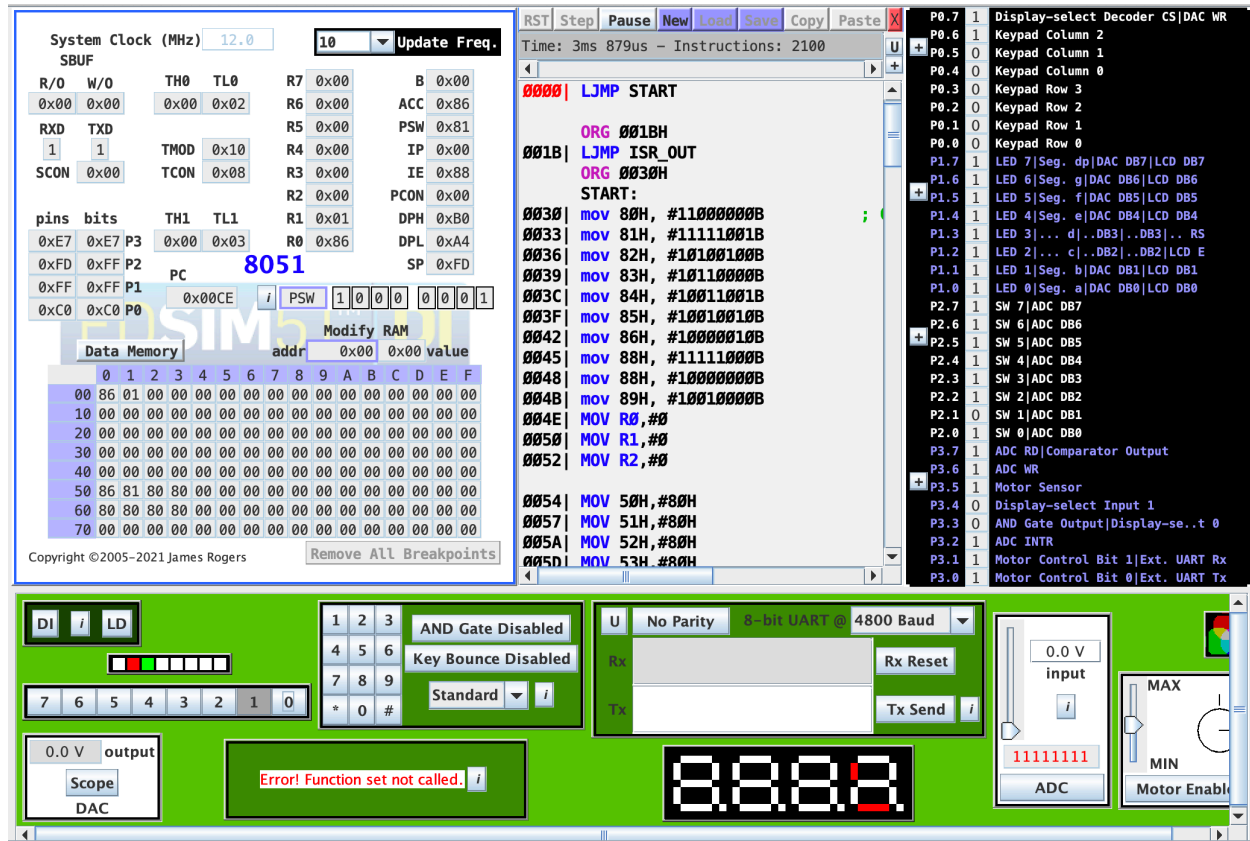 System Clock (MHz) 12.0
10 Update Freq.
SBUF
R/O W/O TH0 TL0 R7 0x00 B 0x00
0x00 0x00 0x00 0x02 R6 0x00 ACC 0x86
RXD TXD R5 0x00 PSW 0x81
1 1 TMOD 0x10 R4 0x00 IP 0x00
SCON 0x00 TCON 0x08 R3 0x00 IE 0x88
R2 0x00 PCON 0x00
pins bits TH1 TL1 R1 0x01 DPH 0xB0
0xE7 0xE7 P3 0x00 0x03 R0 0x86 DPL 0xA4
0xFD 0xFF P2 8051 SP 0xFD
0xFF 0xFF P1 PC
0xC0 0xC0 P0 0x00CE i PSW 1 0 0 0 0 0 0 1
Modify RAM
Data Memory addr 0x00 0x00 value
0 1 2 3 4 5 6 7 8 9 A B C D E F
00 86 01 00 00 00 00 00 00 00 00 00 00 00 00 00 00
10 00 00 00 00 00 00 00 00 00 00 00 00 00 00 00 00
20 00 00 00 00 00 00 00 00 00 00 00 00 00 00 00 00
30 00 00 00 00 00 00 00 00 00 00 00 00 00 00 00 00
40 00 00 00 00 00 00 00 00 00 00 00 00 00 00 00 00
50 86 81 80 80 00 00 00 00 00 00 00 00 00 00 00 00
60 80 80 80 80 00 00 00 00 00 00 00 00 00 00 00 00
70 00 00 00 00 00 00 00 00 00 00 00 00 00 00 00 00
Copyright ©2005-2021 James Rogers
Remove All Breakpoints
RST Step Pause New Load Save Copy Paste X
Time: 3ms 879us - Instructions: 2100
U
+
0000| LJMP START
ORG 001BH
001B| LJMP ISR_OUT
ORG 0030H
START:
0030| mov 80H, #11000000B ;
0033| mov 81H, #11111001B
0036| mov 82H, #10100100B
0039| mov 83H, #10110000B
003C| mov 84H, #10011001B
003F| mov 85H, #10010010B
0042| mov 86H, #10000010B
0045| mov 88H, #11111000B
0048| mov 88H, #10000000B
004B| mov 89H, #10010000B
004E| MOV R0,#0
0050| MOV R1,#0
0052| MOV R2,#0
0054| MOV 50H,#80H
0057| MOV 51H,#80H
005A| MOV 52H,#80H
005D| MOV 53H,#80H
P0.7 1 Display-select Decoder CS|DAC WR
P0.6 1 Keypad Column 2
P0.5 0 Keypad Column 1
P0.4 0 Keypad Column 0
P0.3 0 Keypad Row 3
P0.2 0 Keypad Row 2
P0.1 0 Keypad Row 1
P0.0 0 Keypad Row 0
P1.7 1 LED 7|Seg. dp|DAC DB7|LCD DB7
P1.6 1 LED 6|Seg. g|DAC DB6|LCD DB6
P1.5 1 LED 5|Seg. f|DAC DB5|LCD DB5
P1.4 1 LED 4|Seg. e|DAC DB4|LCD DB4
P1.3 1 LED 3|... d|..DB3|..DB3|.. RS
P1.2 1 LED 2|... c|..DB2|..DB2|LCD E
P1.1 1 LED 1|Seg. b|DAC DB1|LCD DB1
P1.0 1 LED 0|Seg. a|DAC DB0|LCD DB0
P2.7 1 SW 7|ADC DB7
P2.6 1 SW 6|ADC DB6
P2.5 1 SW 5|ADC DB5
P2.4 1 SW 4|ADC DB4
P2.3 1 SW 3|ADC DB3
P2.2 1 SW 2|ADC DB2
P2.1 0 SW 1|ADC DB1
P2.0 1 SW 0|ADC DB0
P3.7 1 ADC RD|Comparator Output
P3.6 1 ADC WR
P3.5 1 Motor Sensor
P3.4 0 Display-select Input 1
P3.3 0 AND Gate Output|Display-se..t 0
P3.2 1 ADC INTR
P3.1 1 Motor Control Bit 1|Ext. UART Rx
P3.0 1 Motor Control Bit 0|Ext. UART Tx
DI i LD
7 6 5 4 3 2 1 0
0.0 V output
Scope
DAC
1 2 3
4 5 6
7 8 9
* 0 #
AND Gate Disabled
Key Bounce Disabled
Standard i
Error! Function set not called. i
U No Parity 8-bit UART @ 4800 Baud
Rx Rx Reset
Tx Tx Send i
8.8.8.8.
0.0 V
input
i
11111111
ADC
MAX
MIN
Motor Enabl